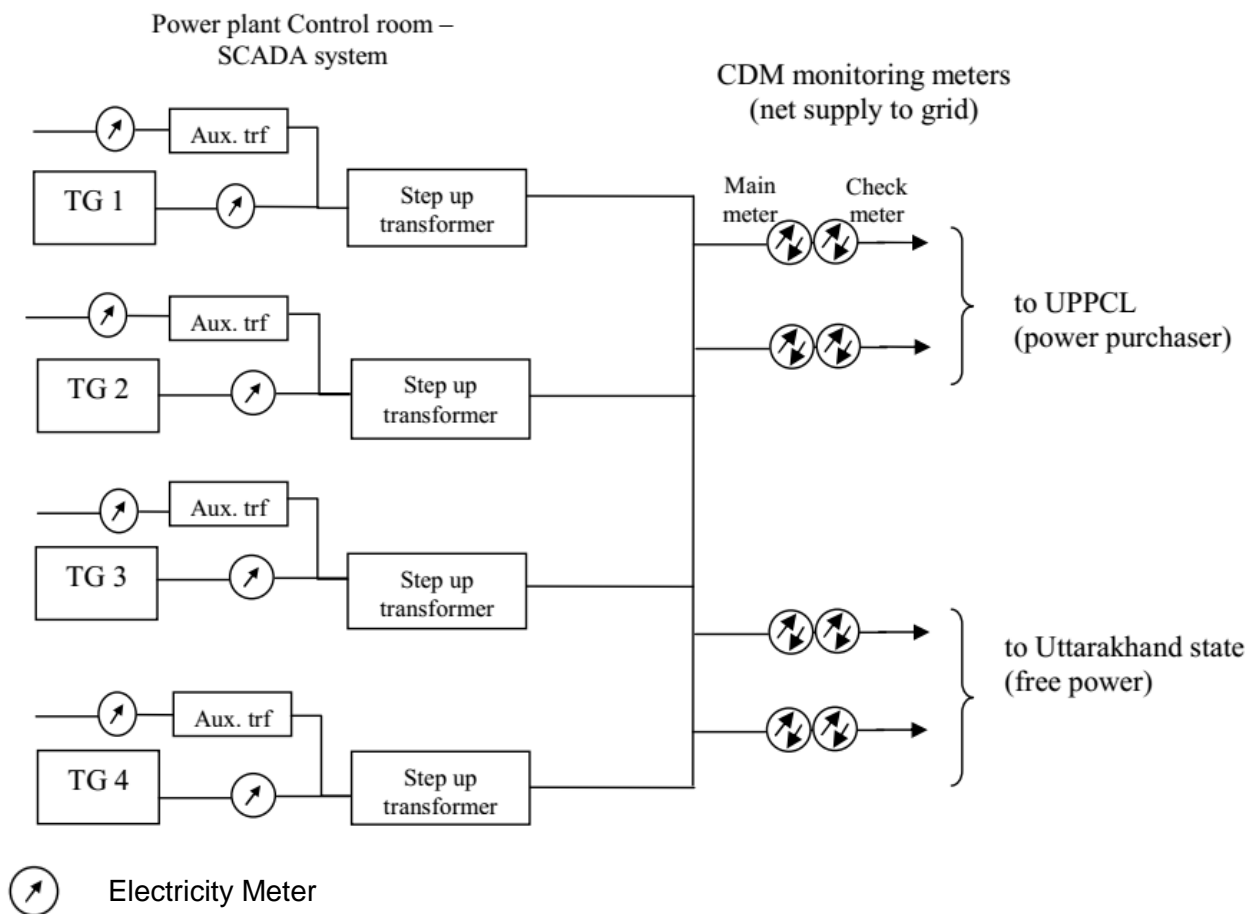 Power plant Control room –
SCADA system
CDM monitoring meters
(net supply to grid)
Aux. trf
TG 1
Step up
transformer
Main
meter
Check
meter
to UPPCL
(power purchaser)
Aux. trf
TG 2
Step up
transformer
Aux. trf
TG 3
Step up
transformer
to Uttarakhand state
(free power)
Aux. trf
TG 4
Step up
transformer
Electricity Meter